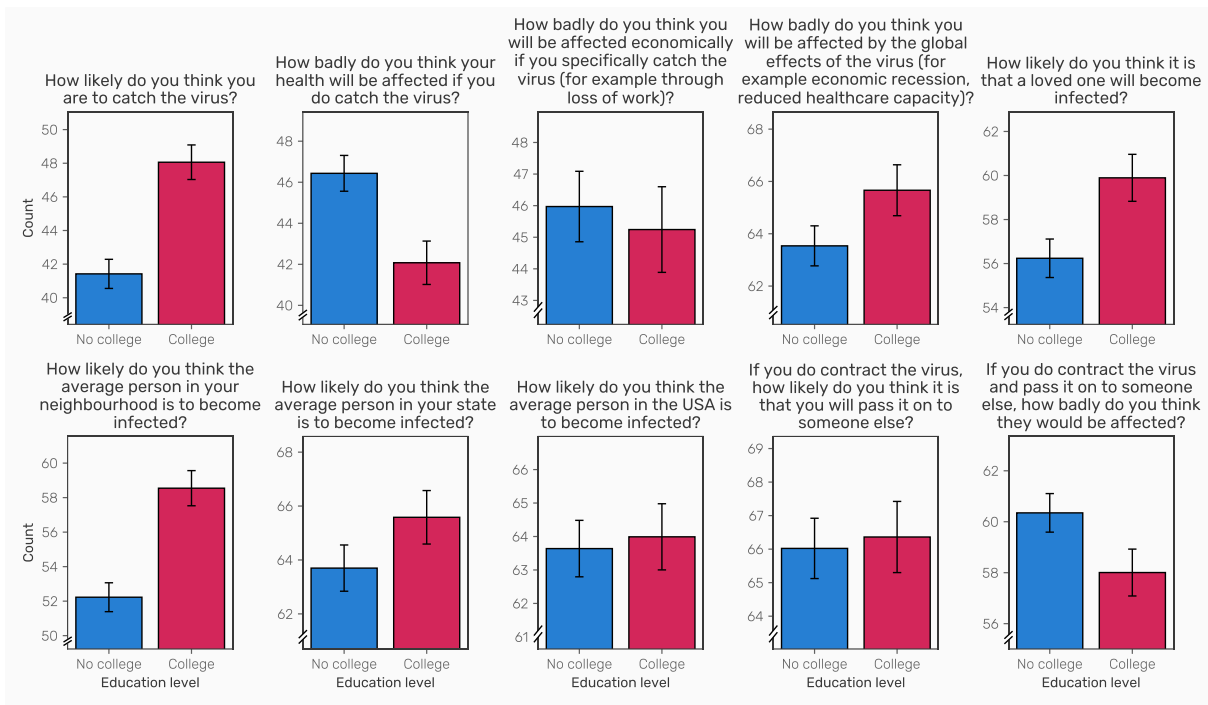 How likely do you think you
are to catch the virus?
How badly do you think your
health will be affected if you
do catch the virus?
How badly do you think you
will be affected economically
if you specifically catch the
virus (for example through
loss of work)?
How badly do you think you
will be affected by the global
effects of the virus (for
example economic recession,
reduced healthcare capacity)?
How likely do you think it is
that a loved one will become
infected?
Count
50
48
46
44
42
40
No college
College
48
46
44
42
40
No college
College
48
47
46
45
44
43
No college
College
68
66
64
62
No college
College
62
60
58
56
54
No college
College
How likely do you think the
average person in your
neighbourhood is to become
infected?
How likely do you think the
average person in your state
is to become infected?
How likely do you think the
average person in the USA is
to become infected?
If you do contract the virus,
how likely do you think it is
that you will pass it on to
someone else?
If you do contract the virus
and pass it on to someone
else, how badly do you think
they would be affected?
Count
60
58
56
54
52
50
No college
College
Education level
68
66
64
62
No college
College
Education level
66
65
64
63
62
61
No college
College
69
68
67
66
65
64
No college
College
Education level
62
60
58
56
No college
College
Education level